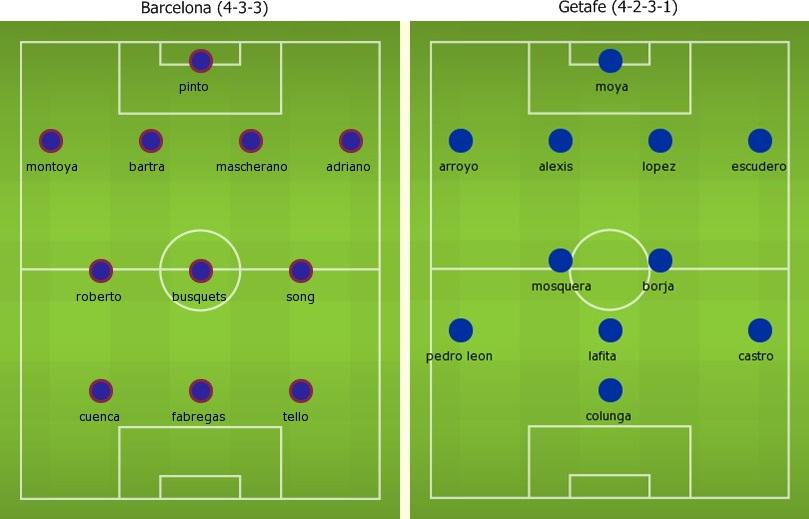 Barcelona (4-3-3)
pinto
montoya bartra mascherano adriano
roberto busquets song
cuenca fabregas tello
Getafe (4-2-3-1)
moya
arroyo alexis lopez escudero
mosquera borja
pedro leon lafita castro
colunga